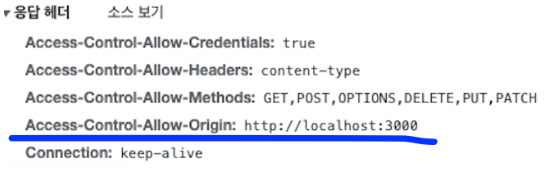 ▼응답 헤더 소스 보기
Access-Control-Allow-Credentials: true
Access-Control-Allow-Headers: content-type
Access-Control-Allow-Methods: GET,POST,OPTIONS,DELETE,PUT,PATCH
Access-Control-Allow-Origin: http://localhost:3000
Connection: keep-alive